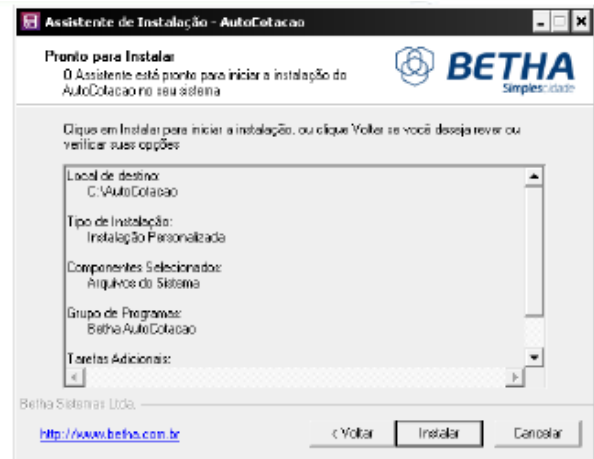 Assistente de Instalação - AutoCotacao
Pronto para Instalar
O Assistente está pronto para iniciar a instalação do
AutoCotacao no seu sistema
BETHA
Simplescidade
Clique em Instalar para iniciar a instalação, ou clique Voltar se você deseja rever ou
verificar suas opções
Local de destino:
C:\AutoCotacao
Tipo de Instalação:
Instalação Personalizada
Componentes Selecionados:
Arquivos do Sistema
Grupo de Programas:
Betha AutoCotacao
Tarefas Adicionais:
Betha Sistemas Ltda.
http://www.betha.com.br
< Voltar
Instalar
Cancelar